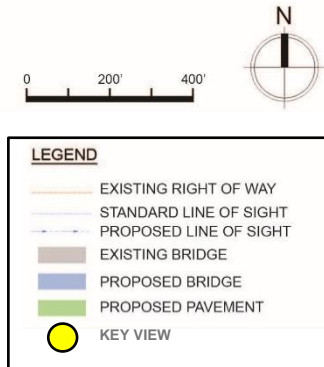 N
0 200' 400'
LEGEND
EXISTING RIGHT OF WAY
STANDARD LINE OF SIGHT
PROPOSED LINE OF SIGHT
EXISTING BRIDGE
PROPOSED BRIDGE
PROPOSED PAVEMENT
KEY VIEW